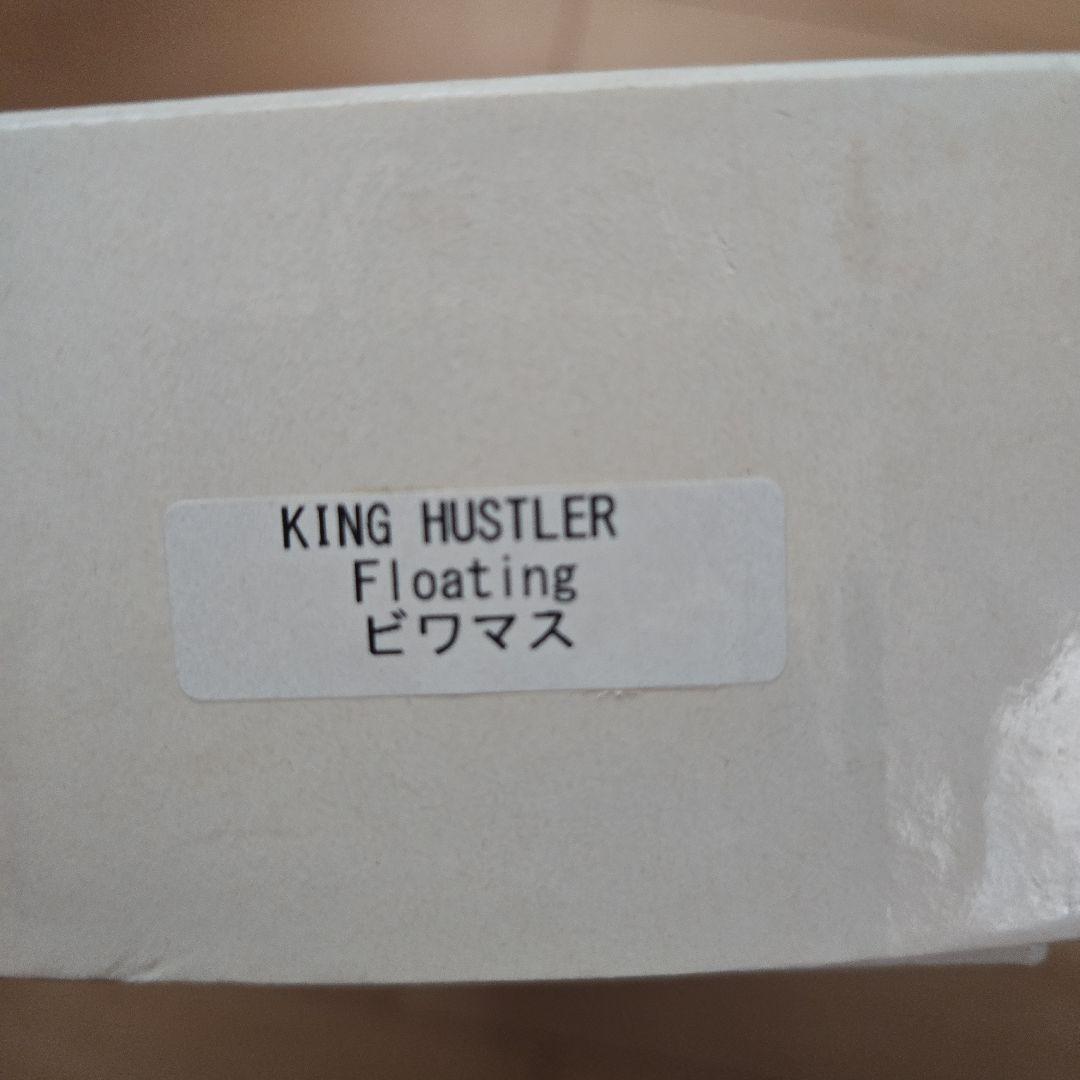 KING HUSTLER
Floating
ビワマス